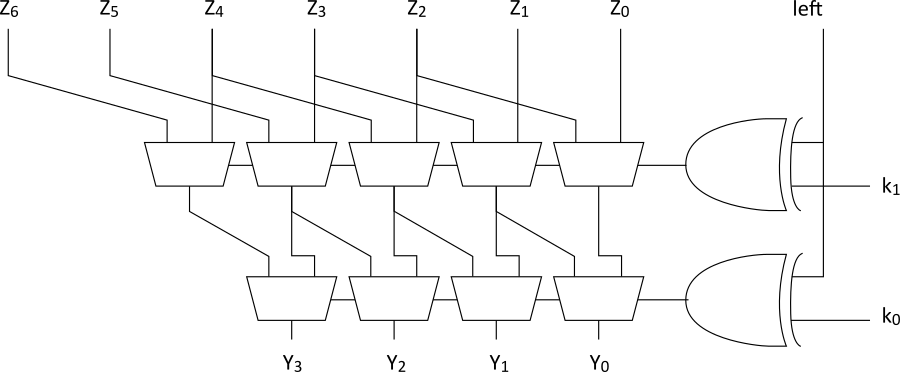 Z₆ Z₅ Z₄ Z₃ Z₂ Z₁ Z₀ left
k₁
k₀
Y₃ Y₂ Y₁ Y₀